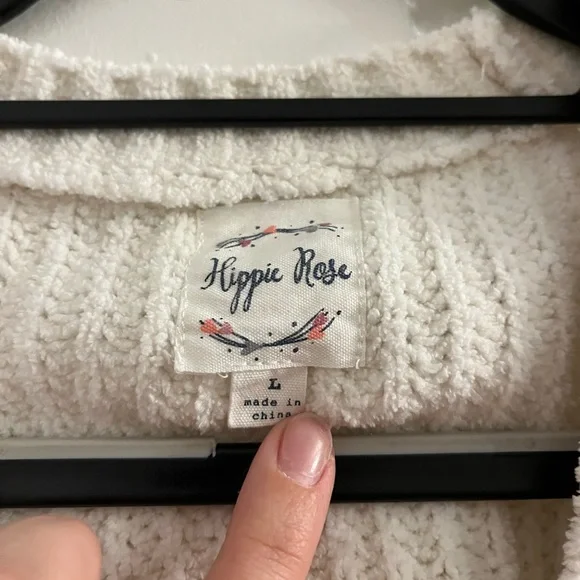 Hippie Rose
L
made in
china